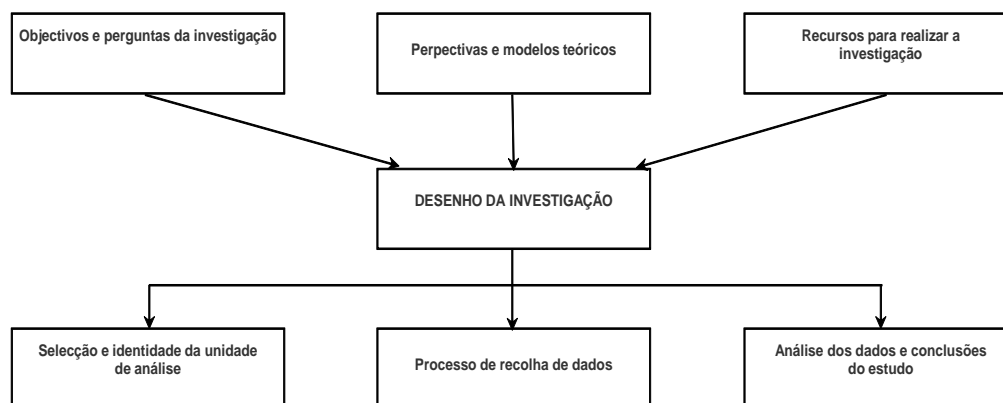 Objectivos e perguntas da investigação
Perpectivas e modelos teóricos
Recursos para realizar a
investigação
DESENHO DA INVESTIGAÇÃO
Selecção e identidade da unidade
de análise
Processo de recolha de dados
Análise dos dados e conclusões
do estudo